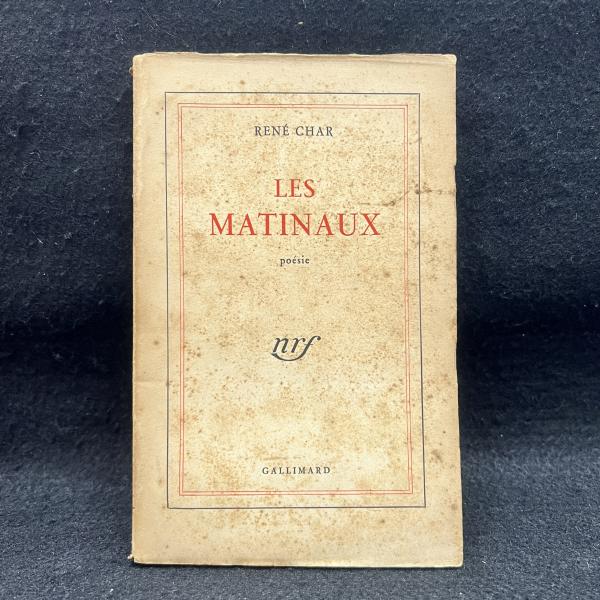 RENÉ CHAR
LES
MATINAUX
poésie
nrf
GALLIMARD